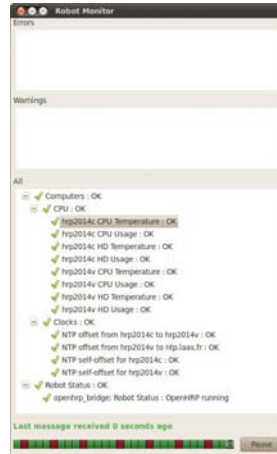 Robot Monitor
Errors
Warnings
All
Computers : OK
CPU : OK
hrp2014c CPU Temperature : OK
hrp2014c CPU Usage : OK
hrp2014c HD Temperature : OK
hrp2014c HD Usage : OK
hrp2014v CPU Temperature : OK
hrp2014v CPU Usage : OK
hrp2014v HD Temperature : OK
hrp2014v HD Usage : OK
Clocks : OK
NTP offset from hrp2014c to hrp2014v : OK
NTP offset from hrp2014v to ntp.laas.fr : OK
NTP self-offset for hrp2014c : OK
NTP self-offset for hrp2014v : OK
Robot Status : OK
openhrp_bridge: Robot Status : OpenHRP running
Last message received 0 seconds ago
Pause